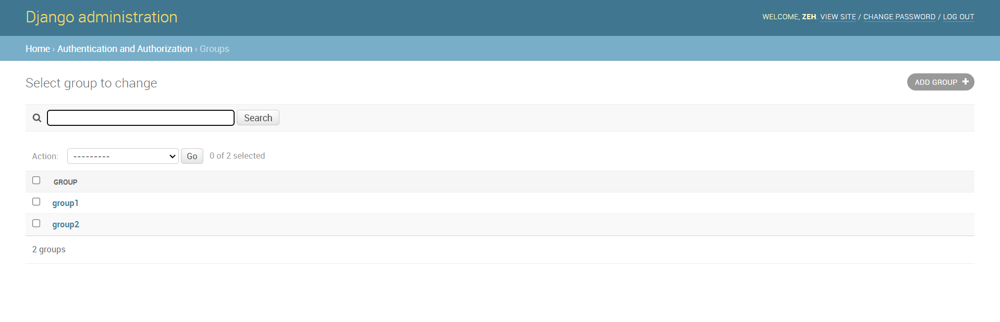 Django administration
WELCOME, ZEH. VIEW SITE / CHANGE PASSWORD / LOG OUT
Home › Authentication and Authorization › Groups
Select group to change
ADD GROUP +
Search
Action: --------- Go 0 of 2 selected
GROUP
group1
group2
2 groups